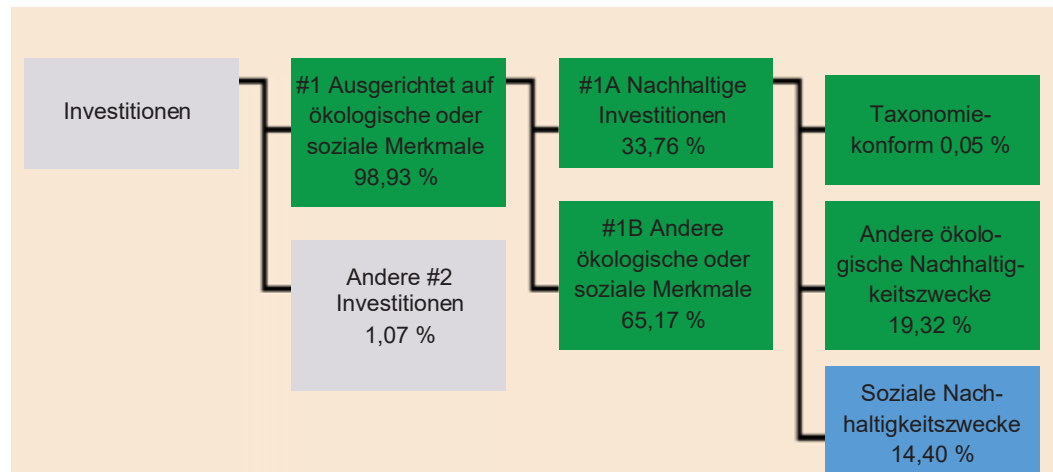 Investitionen
#1 Ausgerichtet auf
ökologische oder
soziale Merkmale
98,93 %
Andere #2
Investitionen
1,07 %
#1A Nachhaltige
Investitionen
33,76 %
#1B Andere
ökologische oder
soziale Merkmale
65,17 %
Taxonomie-
konform 0,05 %
Andere ökolo-
gische Nachhaltig-
keitszwecke
19,32 %
Soziale Nach-
haltigkeitszwecke
14,40 %